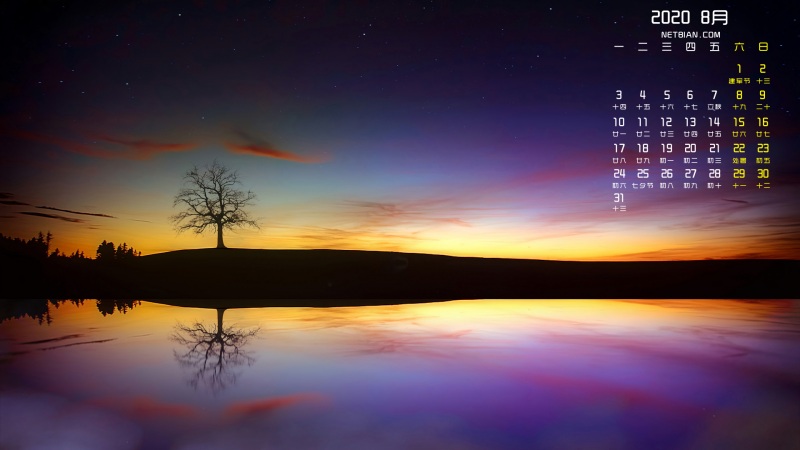 2020 8月
NETBIAN.COM
一 二 三 四 五 六 日
1 2
建军节 十三
3 4 5 6 7 8 9
十四 十五 十六 十七 立秋 十九 二十
10 11 12 13 14 15 16
廿一 廿二 廿三 廿四 廿五 廿六 廿七
17 18 19 20 21 22 23
廿八 廿九 初一 初二 初三 处暑 初五
24 25 26 27 28 29 30
初六 七夕节 初八 初九 初十 十一 十二
31
十三